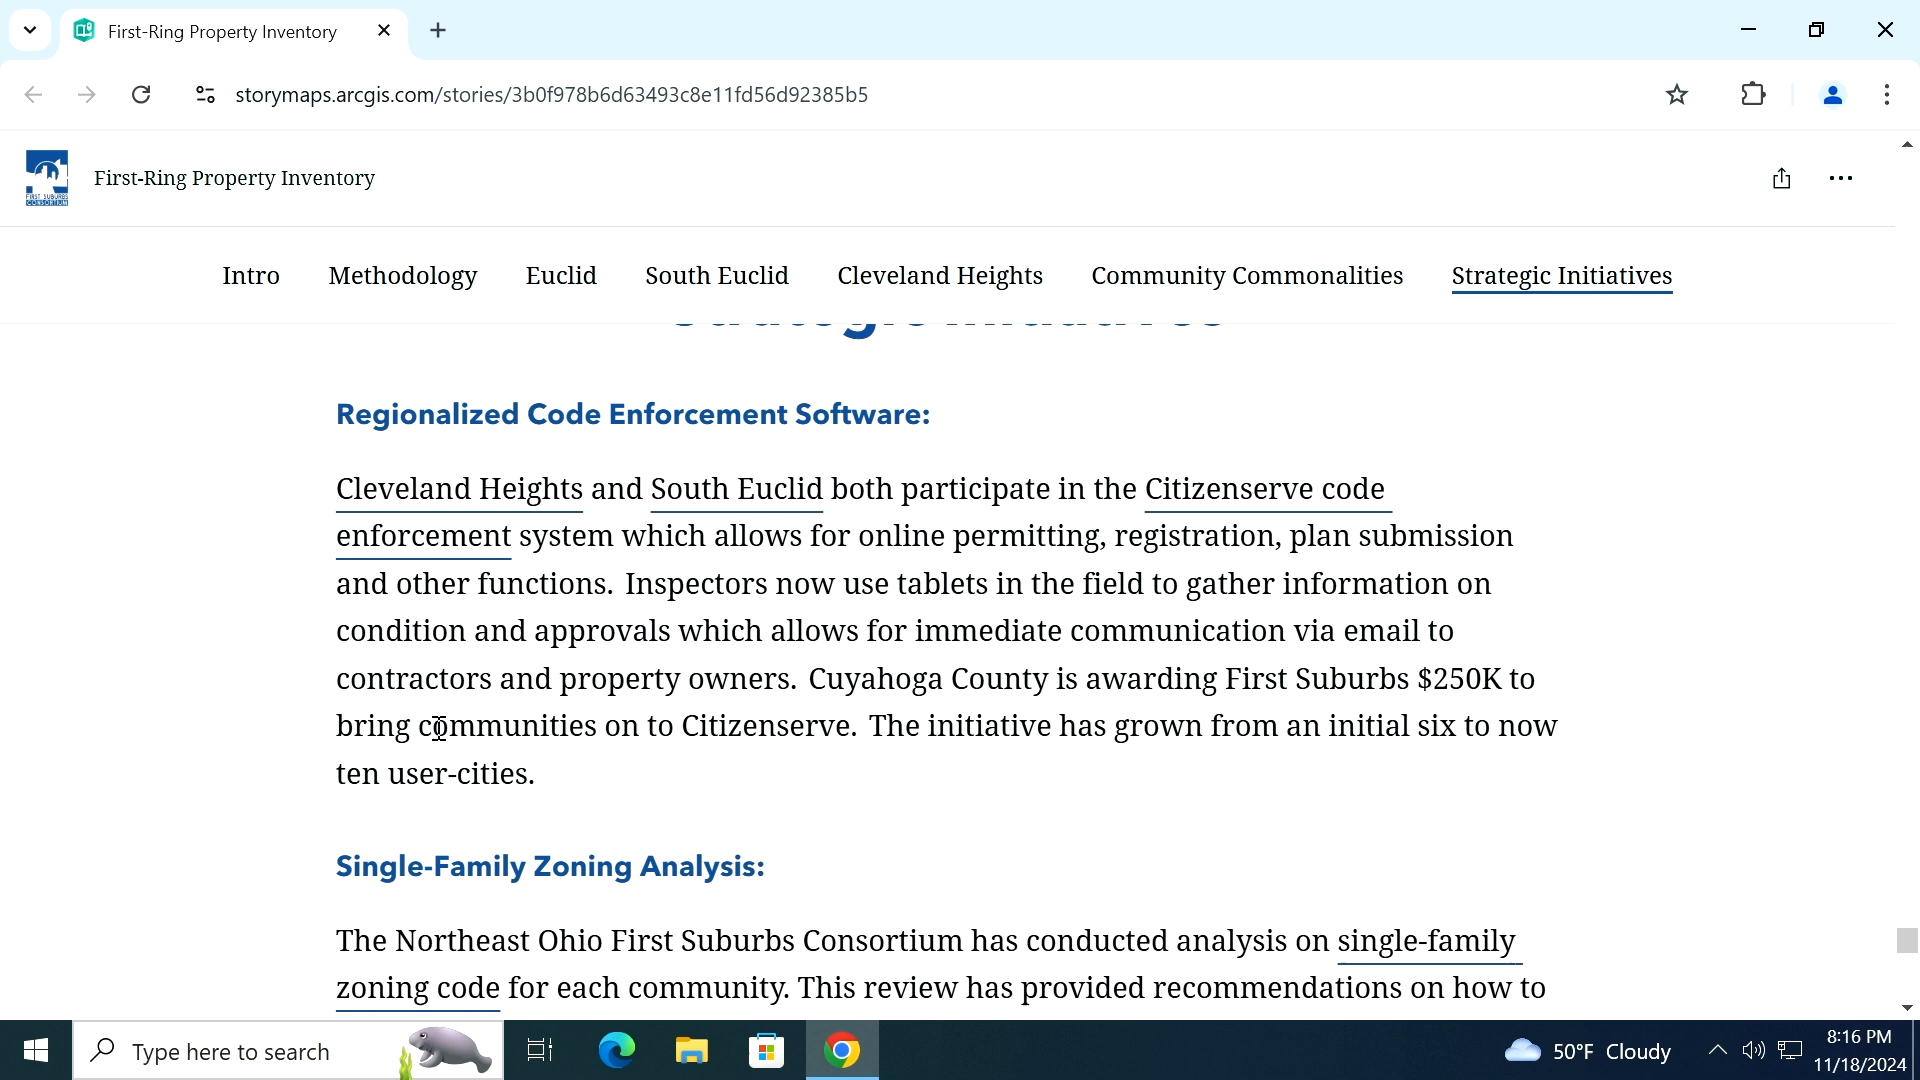 First-Ring Property Inventory
storymaps.arcgis.com/stories/3b0f978b6d63493c8e11fd56d92385b5
FIRST SUBURBS
CONSORTIUM
First-Ring Property Inventory
Intro Methodology Euclid South Euclid Cleveland Heights Community Commonalities Strategic Initiatives
Strategic Initiatives
Regionalized Code Enforcement Software:
Cleveland Heights and South Euclid both participate in the Citizenserve code
enforcement system which allows for online permitting, registration, plan submission
and other functions. Inspectors now use tablets in the field to gather information on
condition and approvals which allows for immediate communication via email to
contractors and property owners. Cuyahoga County is awarding First Suburbs $250K to
bring communities on to Citizenserve. The initiative has grown from an initial six to now
ten user-cities.
Single-Family Zoning Analysis:
The Northeast Ohio First Suburbs Consortium has conducted analysis on single-family
zoning code for each community. This review has provided recommendations on how to
Type here to search
50°F Cloudy
8:16 PM
11/18/2024